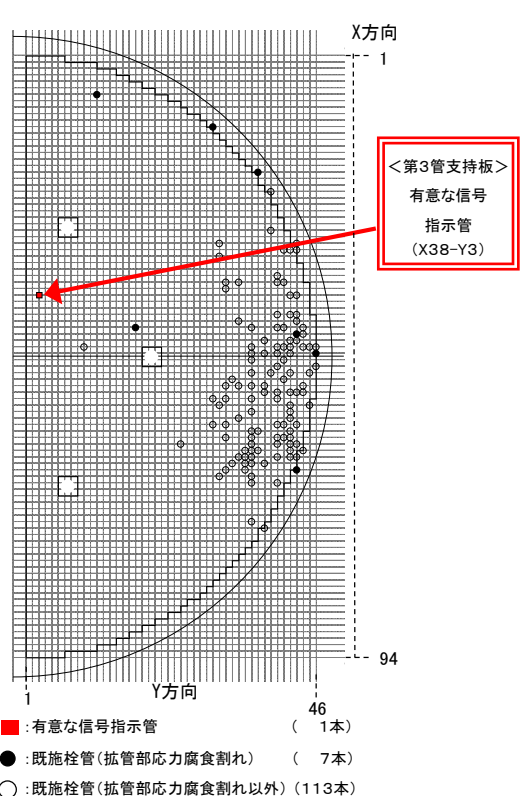 X方向
1
<第3管支持板>
有意な信号
指示管
(X38-Y3)
94
1
Y方向
46
:有意な信号指示管 ( 1本)
:既施栓管(拡管部応力腐食割れ) ( 7本)
:既施栓管(拡管部応力腐食割れ以外) (113本)